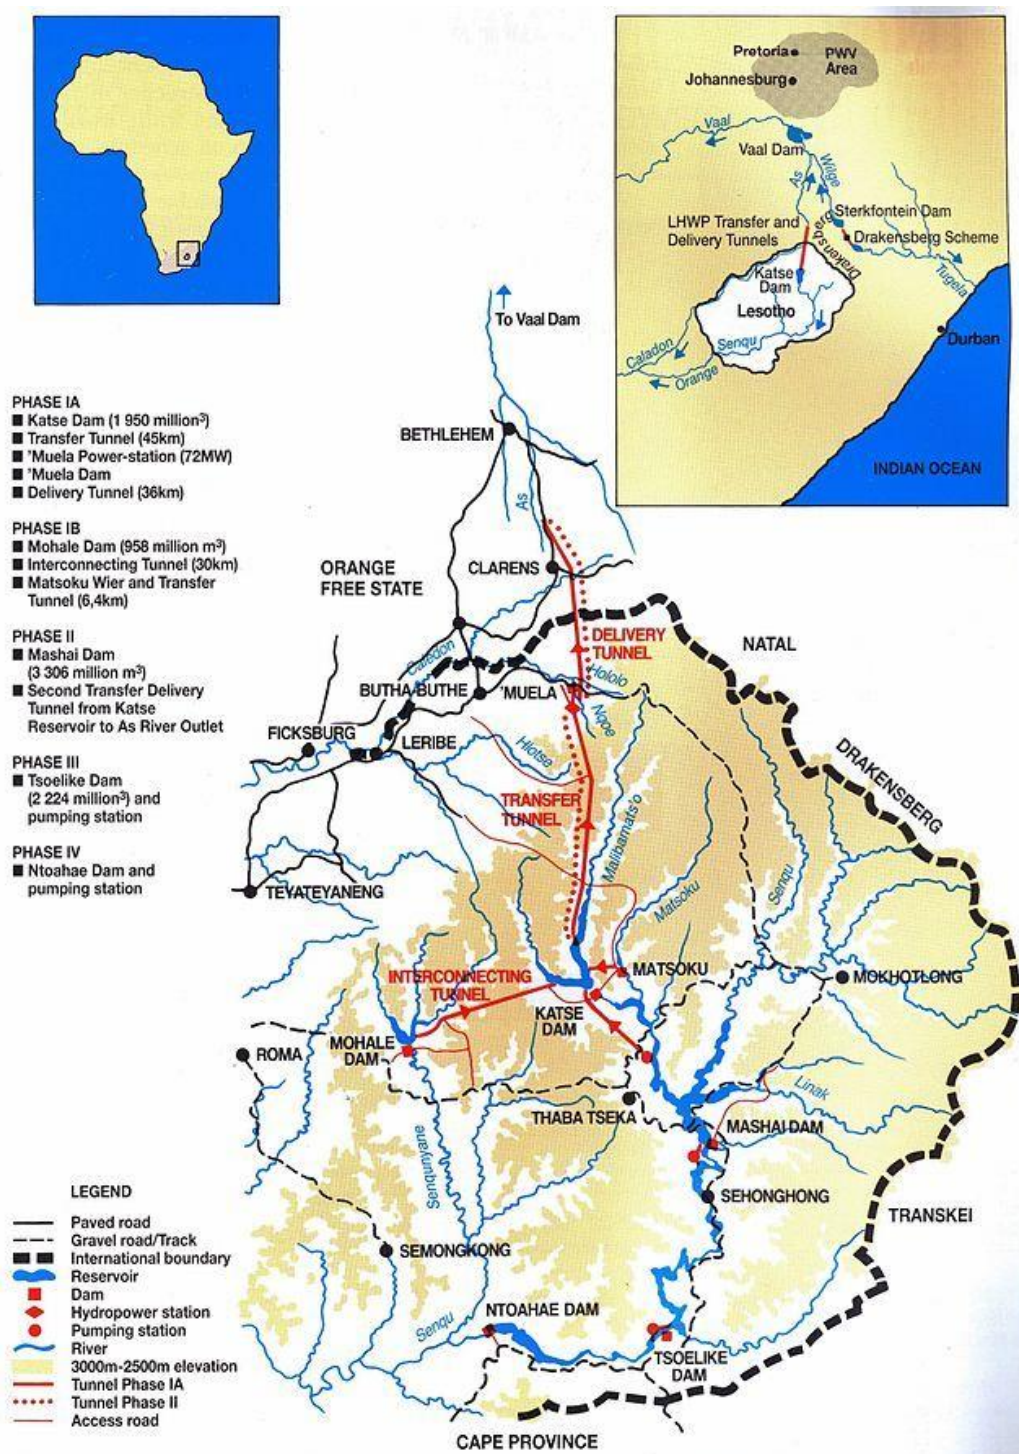 Pretoria
PWV
Area
Johannesburg
Vaal
Vaal Dam
Wilge
As
Sterkfontein Dam
LHWP Transfer and
Delivery Tunnels
Drakensberg
Drakensberg Scheme
Katse
Dam
Tugela
Lesotho
Durban
Senqu
Caladon
Orange
INDIAN OCEAN
To Vaal Dam
PHASE IA
■ Katse Dam (1 950 million³)
■ Transfer Tunnel (45km)
■ 'Muela Power-station (72MW)
■ 'Muela Dam
■ Delivery Tunnel (36km)
PHASE IB
■ Mohale Dam (958 million m³)
■ Interconnecting Tunnel (30km)
■ Matsoku Wier and Transfer
Tunnel (6,4km)
PHASE II
■ Mashai Dam
(3 306 million m³)
■ Second Transfer Delivery
Tunnel from Katse
Reservoir to As River Outlet
PHASE III
■ Tsoelike Dam
(2 224 million³) and
pumping station
PHASE IV
■ Ntoahae Dam and
pumping station
BETHLEHEM
As
ORANGE
FREE STATE
CLARENS
DELIVERY
TUNNEL
NATAL
Caledon
Hololo
BUTHA-BUTHE
'MUELA
Nqoe
FICKSBURG
LERIBE
Hlotse
DRAKENSBERG
TRANSFER
TUNNEL
Malibamats'o
Matsoku
Senqu
TEYATEYANENG
INTERCONNECTING
TUNNEL
MATSOKU
MOKHOTLONG
KATSE
DAM
ROMA
MOHALE
DAM
Linak
THABA TSEKA
MASHAI DAM
Senqunyane
SEHONGHONG
TRANSKEI
SEMONGKONG
Senqu
NTOAHAE DAM
TSOELIKE
DAM
CAPE PROVINCE
LEGEND
Paved road
Gravel road/Track
International boundary
Reservoir
Dam
Hydropower station
Pumping station
River
3000m-2500m elevation
Tunnel Phase IA
Tunnel Phase II
Access road